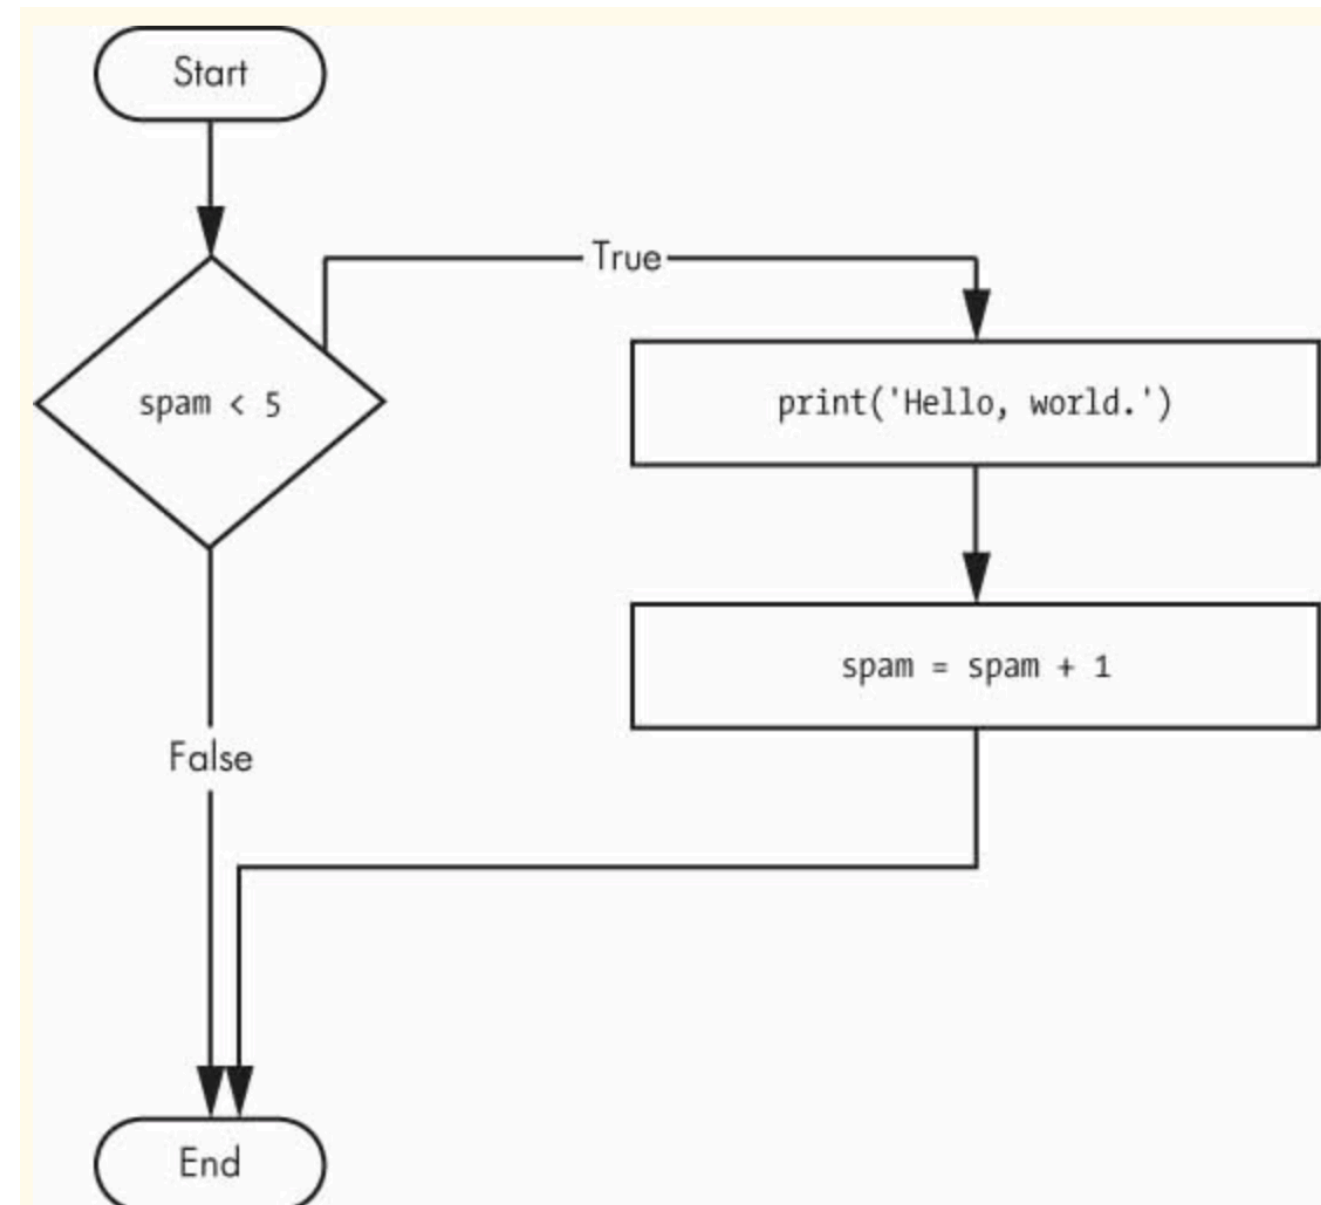 Start
True
spam < 5
print('Hello, world.')
spam = spam + 1
False
End